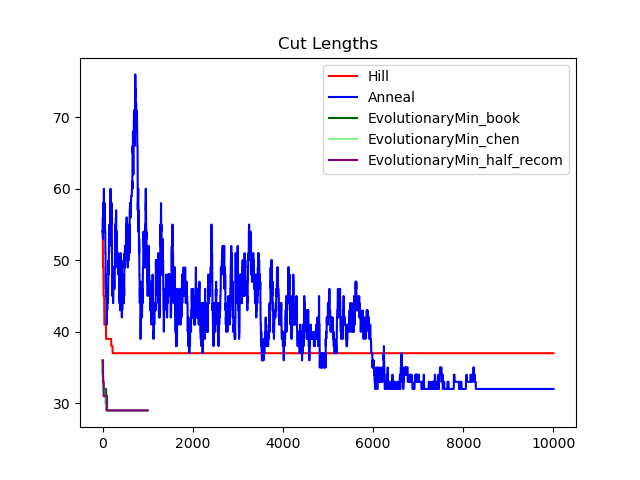 Cut Lengths
Hill
Anneal
EvolutionaryMin_book
EvolutionaryMin_chen
EvolutionaryMin_half_recom
70
60
50
40
30
0
2000
4000
6000
8000
10000